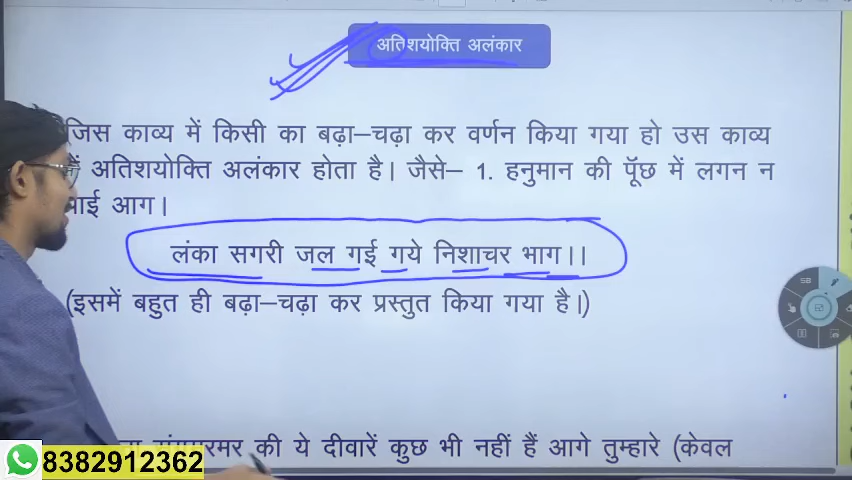 अतिशयोक्ति अलंकार
जिस काव्य में किसी का बढ़ा–चढ़ा कर वर्णन किया गया हो उस काव्य
में अतिशयोक्ति अलंकार होता है। जैसे– 1. हनुमान की पूँछ में लगन न
पाई आग।
लंका सगरी जल गई गये निशाचर भाग।।
(इसमें बहुत ही बढ़ा–चढ़ा कर प्रस्तुत किया गया है।)
की ये दीवारें कुछ भी नहीं हैं आगे तुम्हारे (केवल
8382912362
SB